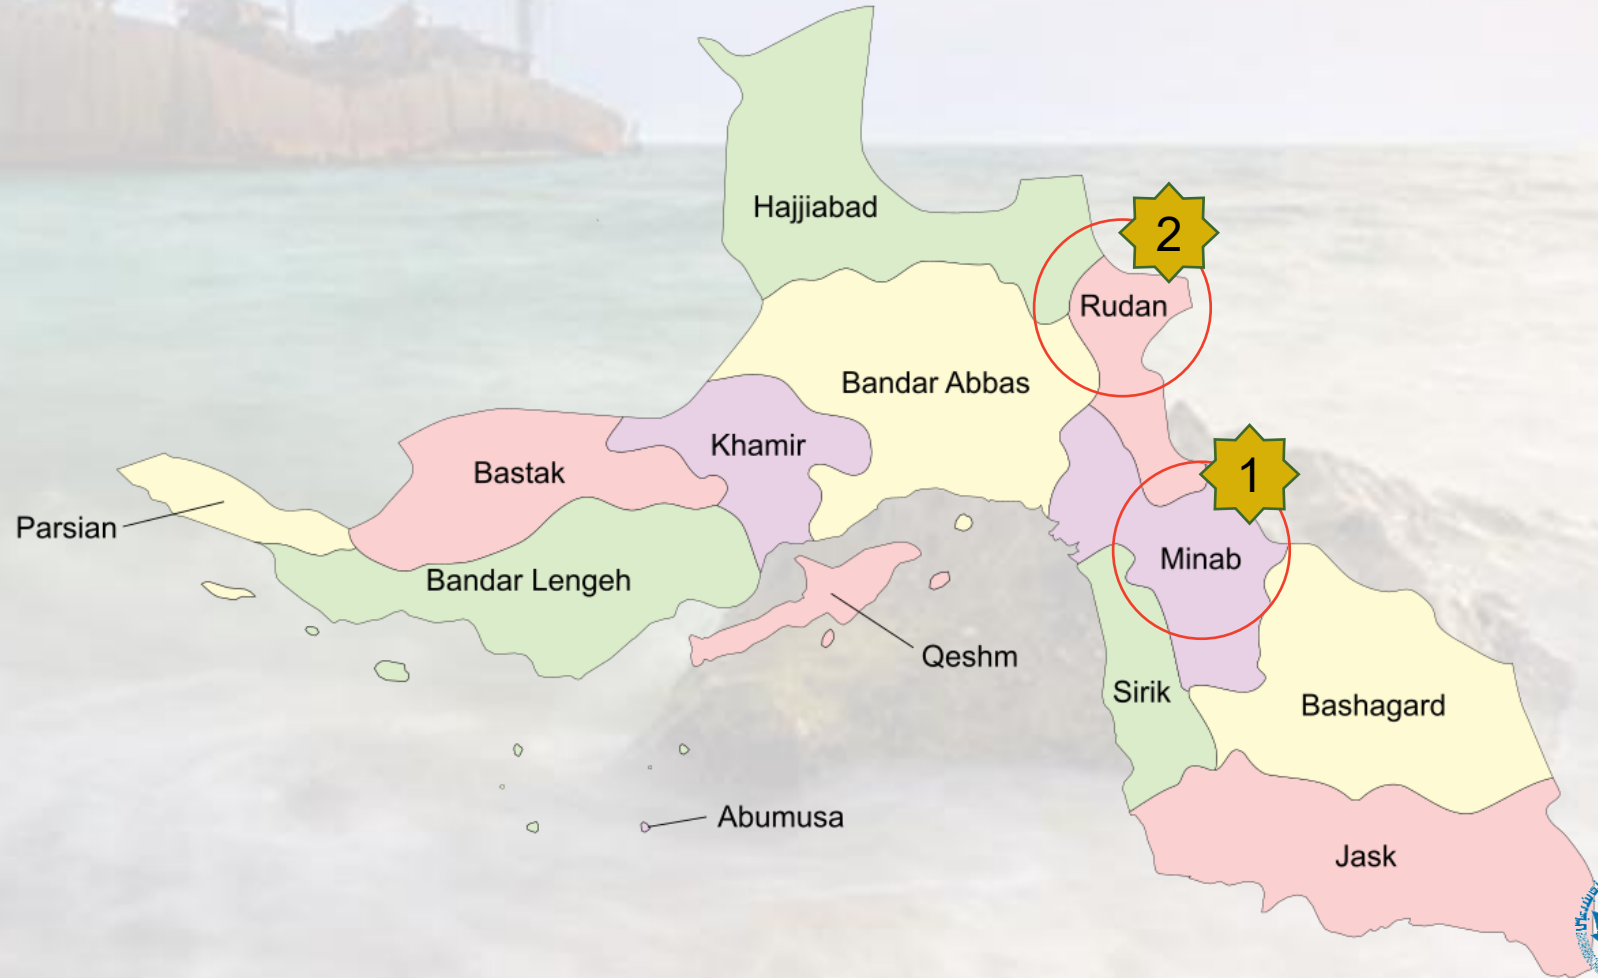 Hajjiabad
2
Rudan
Bandar Abbas
Khamir
Bastak
1
Parsian
Minab
Bandar Lengeh
Qeshm
Sirik
Bashagard
Abumusa
Jask